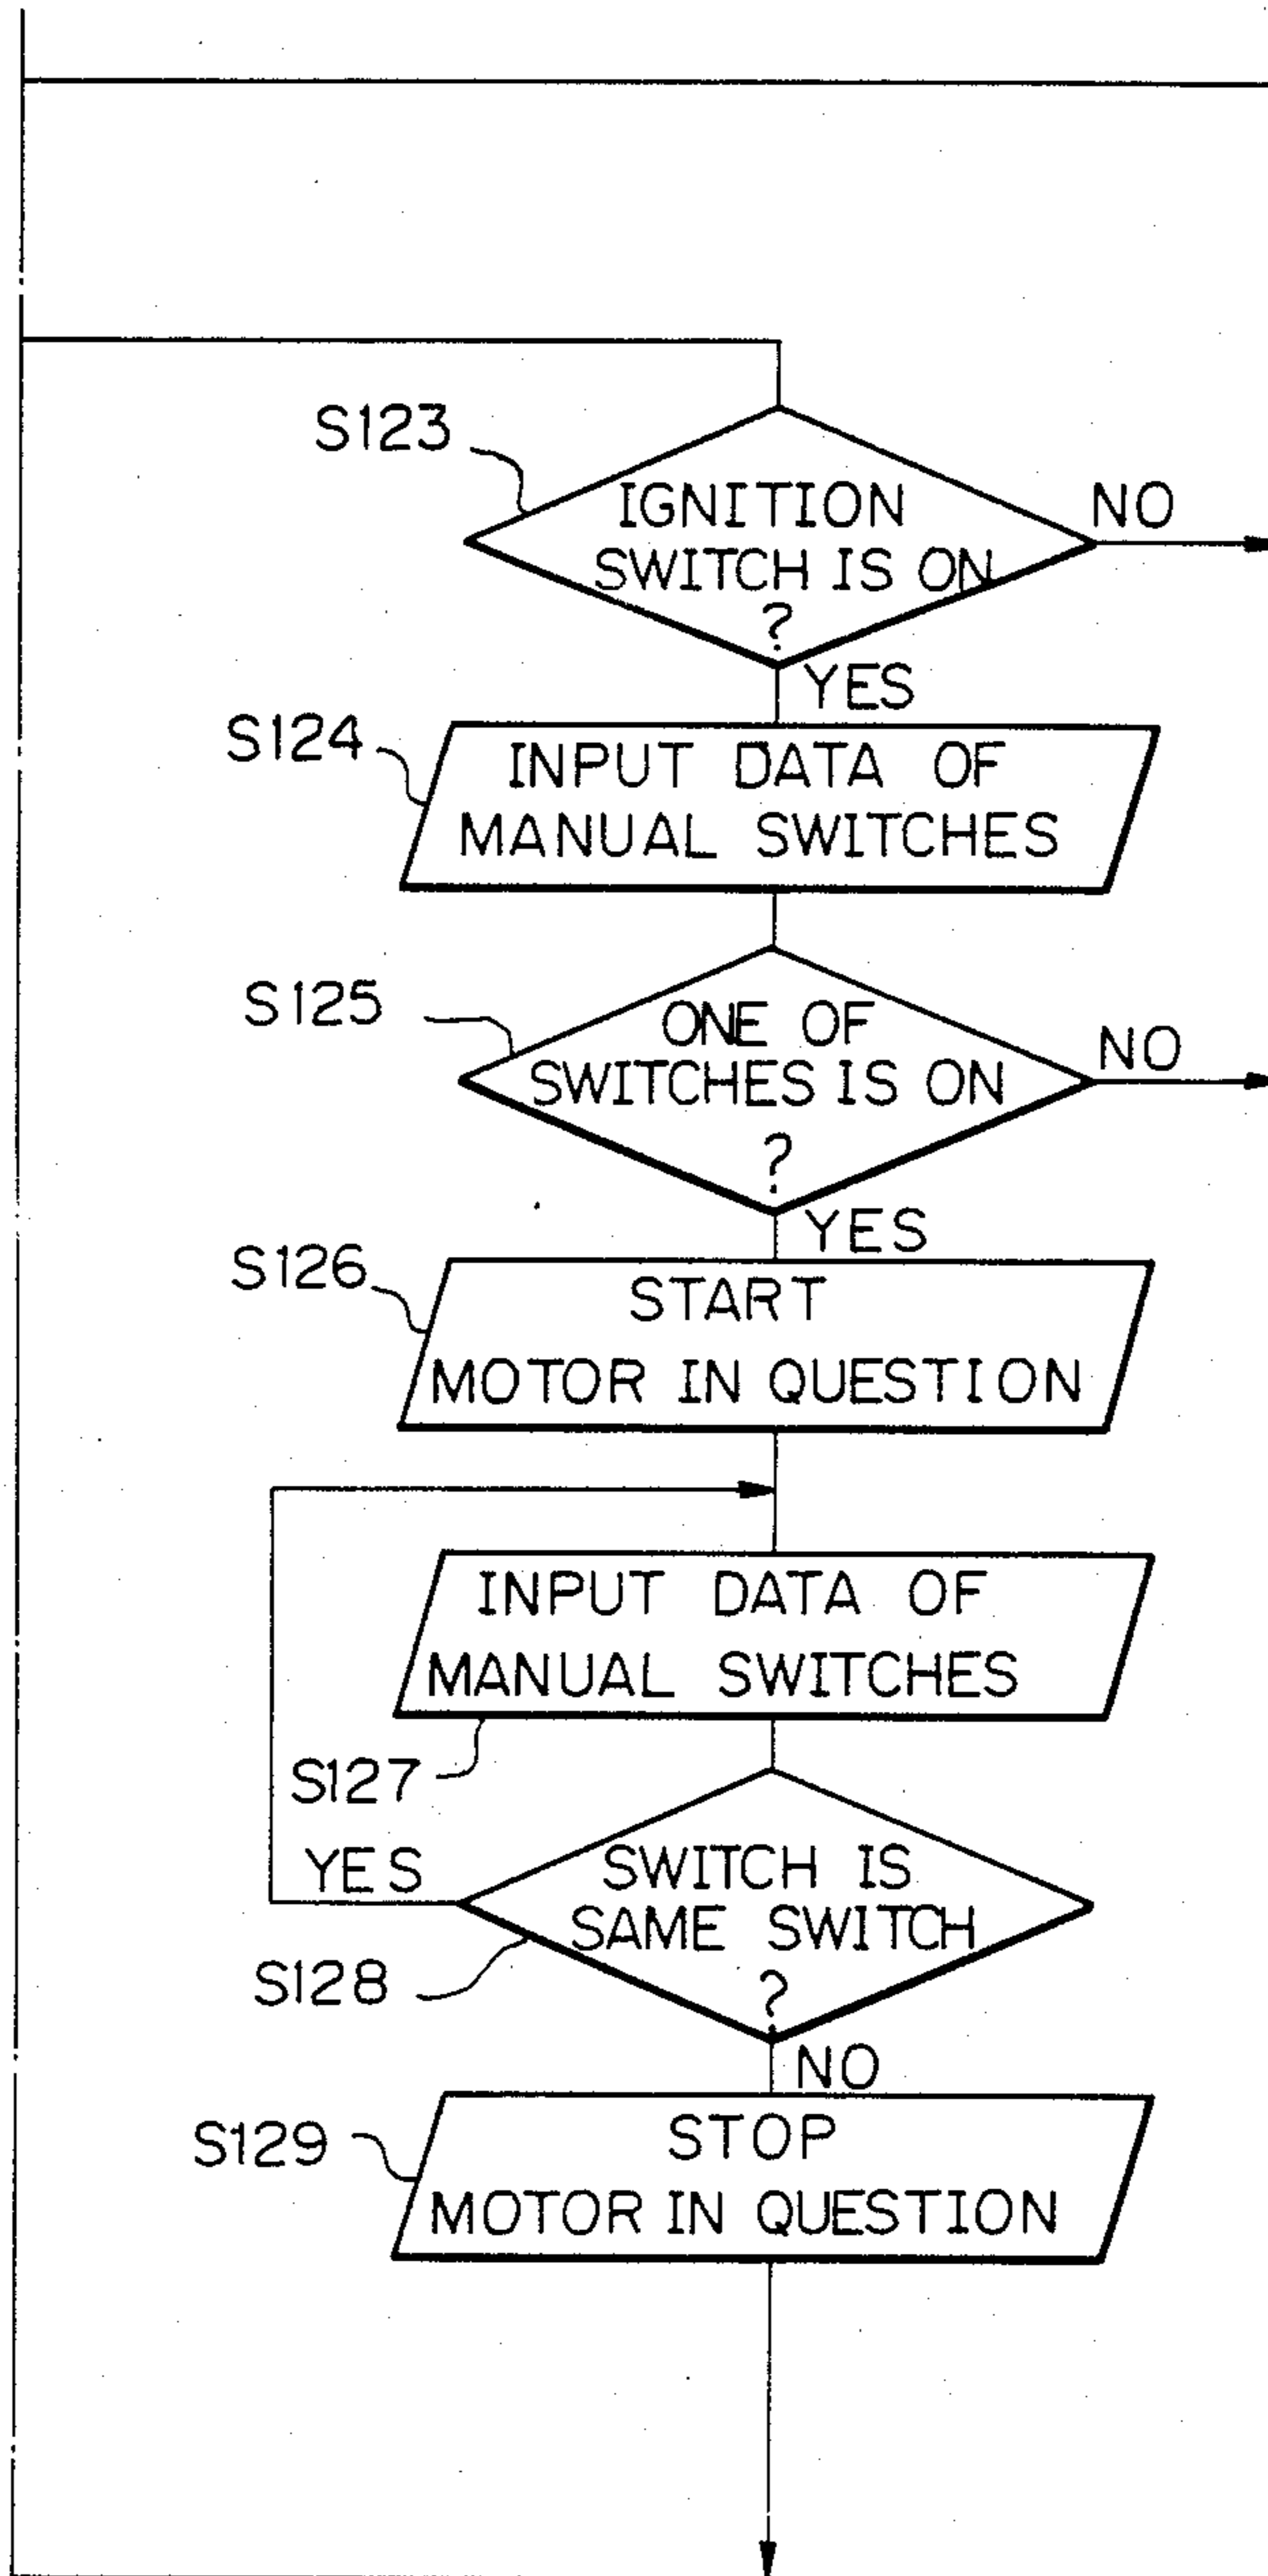 S123
IGNITION
SWITCH IS ON
?
NO
YES
S124
INPUT DATA OF
MANUAL SWITCHES
S125
ONE OF
SWITCHES IS ON
?
NO
YES
S126
START
MOTOR IN QUESTION
INPUT DATA OF
MANUAL SWITCHES
S127
YES
SWITCH IS
SAME SWITCH
?
S128
NO
S129
STOP
MOTOR IN QUESTION